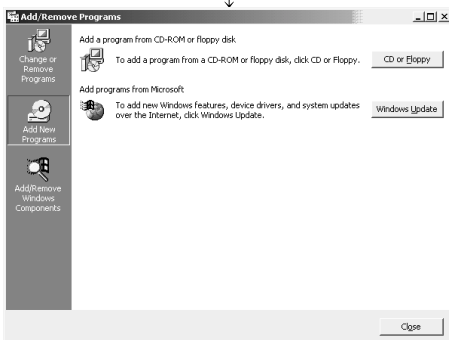 Add/Remove Programs
Change or
Remove
Programs
Add New
Programs
Add/Remove
Windows
Components
Add a program from CD-ROM or floppy disk
To add a program from a CD-ROM or floppy disk, click CD or Floppy.
CD or Floppy
Add programs from Microsoft
To add new Windows features, device drivers, and system updates
over the Internet, click Windows Update.
Windows Update
Close